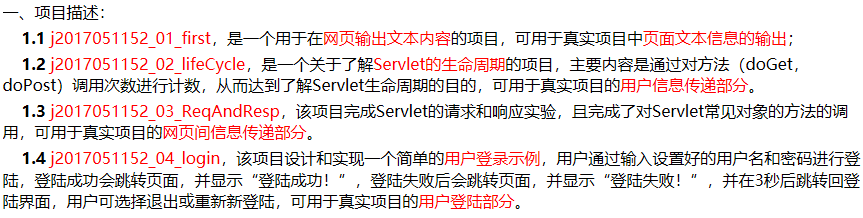 一、项目描述：
1.1 j2017051152_01_first，是一个用于在网页输出文本内容的项目，可用于真实项目中页面文本信息的输出；
1.2 j2017051152_02_lifeCycle，是一个关于了解Servlet的生命周期的项目，主要内容是通过对方法（doGet，
doPost）调用次数进行计数，从而达到了解Servlet生命周期的目的，可用于真实项目的用户信息传递部分。
1.3 j2017051152_03_ReqAndResp，该项目完成Servlet的请求和响应实验，且完成了对Servlet常见对象的方法的调
用，可用于真实项目的网页间信息传递部分。
1.4 j2017051152_04_login，该项目设计和实现一个简单的用户登录示例，用户通过输入设置好的用户名和密码进行登
陆，登陆成功会跳转页面，并显示“登陆成功！”，登陆失败后会跳转页面，并显示“登陆失败！”，并在3秒后跳转回登
陆界面，用户可选择退出或重新新登陆，可用于真实项目的用户登陆部分。